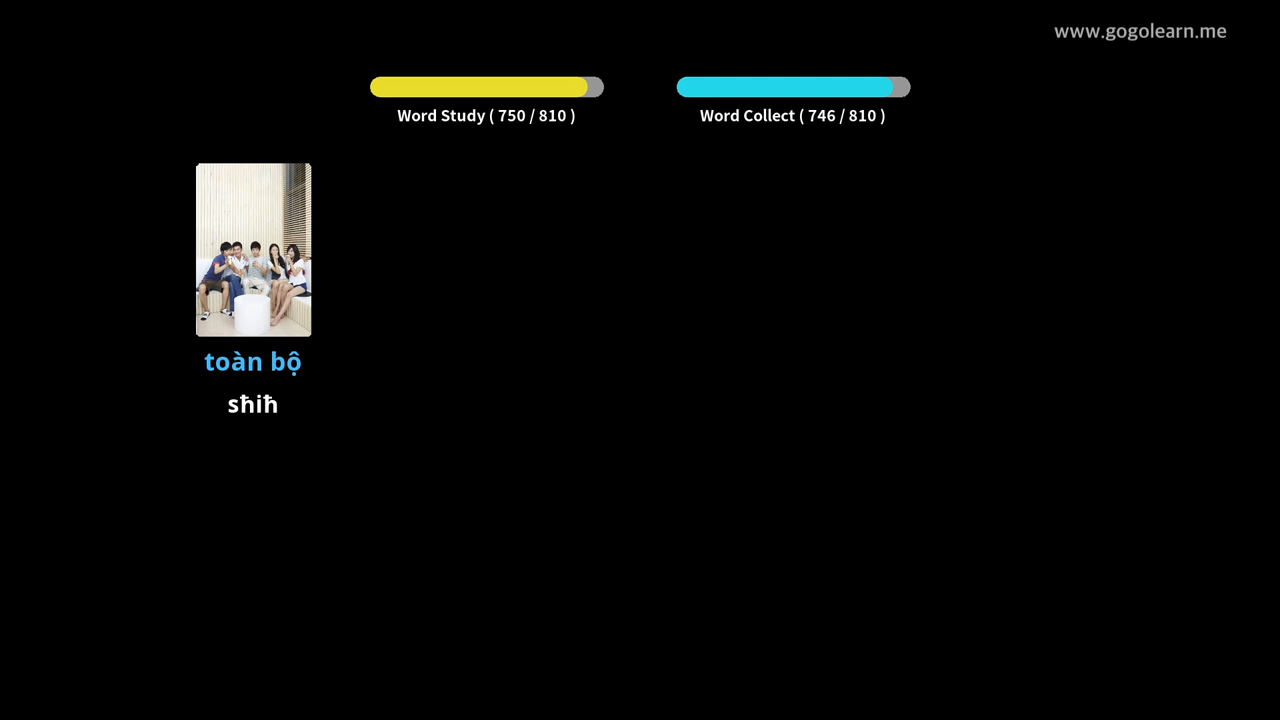 www.gogolearn.me
Word Study ( 750 / 810 )
Word Collect ( 746 / 810 )
toàn bộ
sħiħ